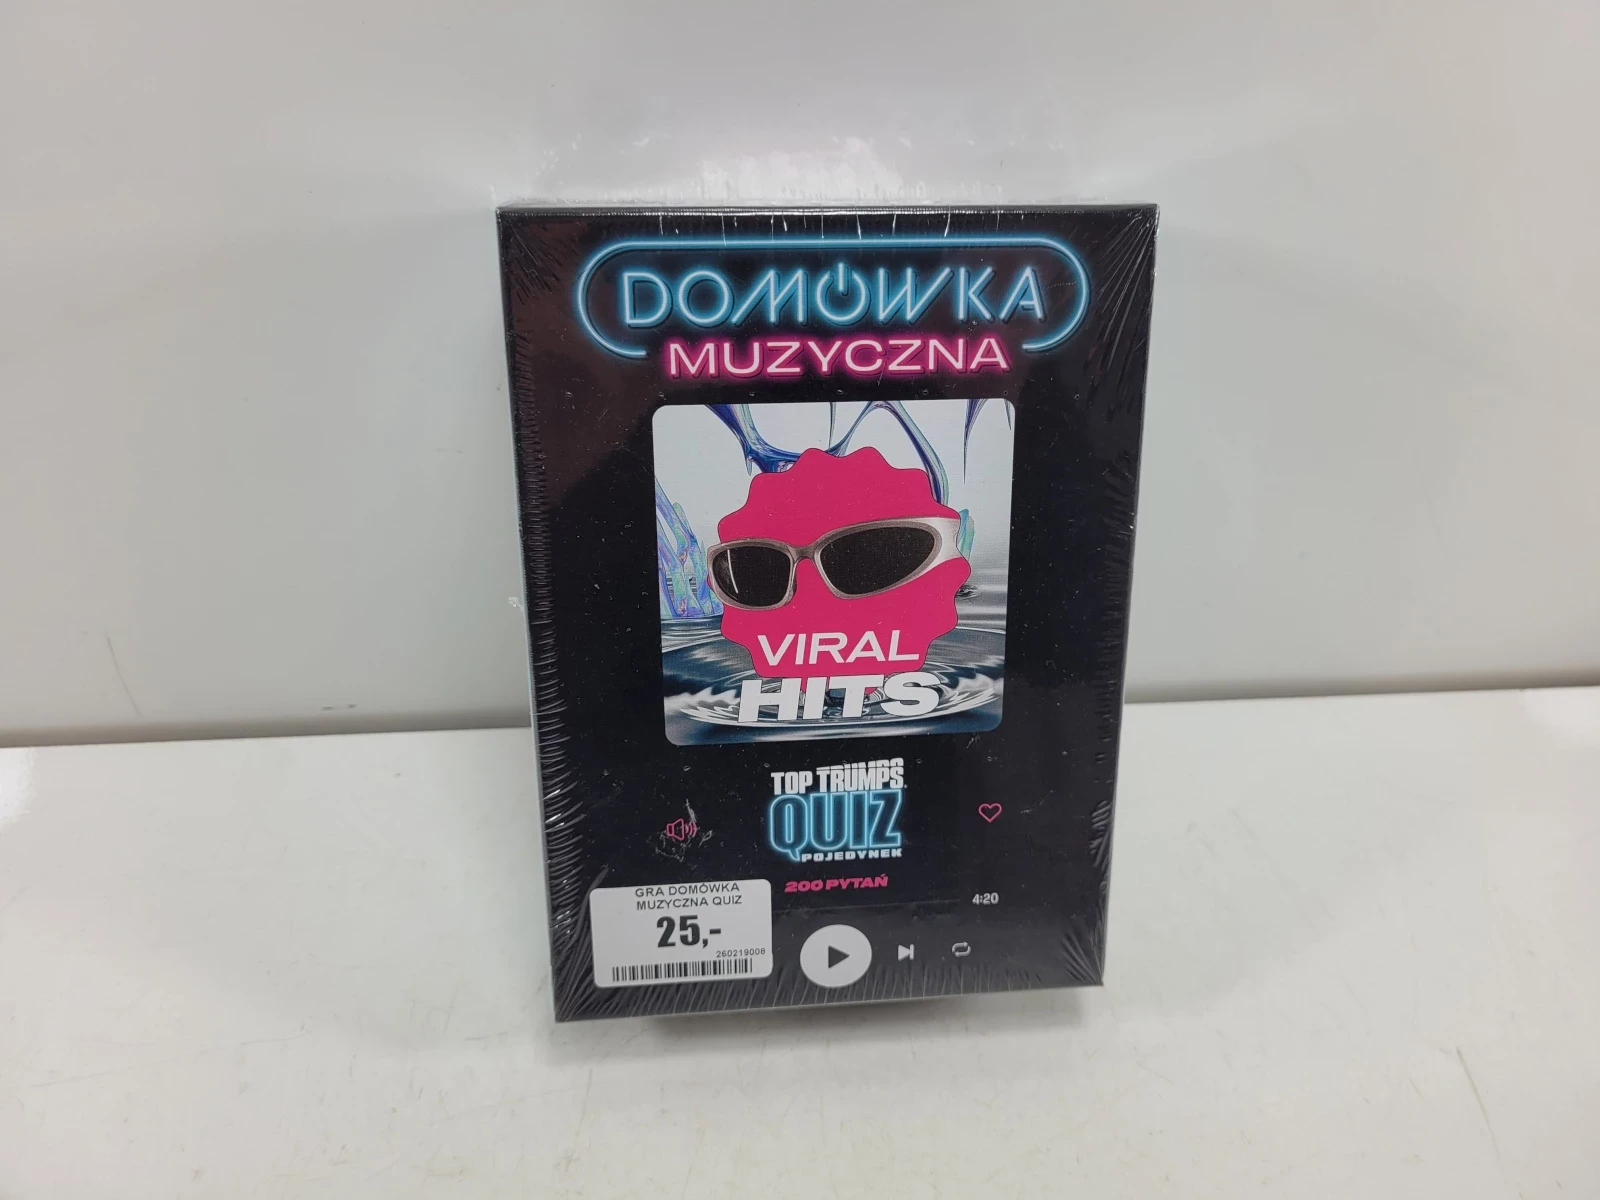 DOMÓWKA
MUZYCZNA
VIRAL
HITS
TOP TRUMPS
QUIZ
POJEDYNEK
200 PYTAŃ
4:20
GRA DOMÓWKA
MUZYCZNA QUIZ
25,-
260219008